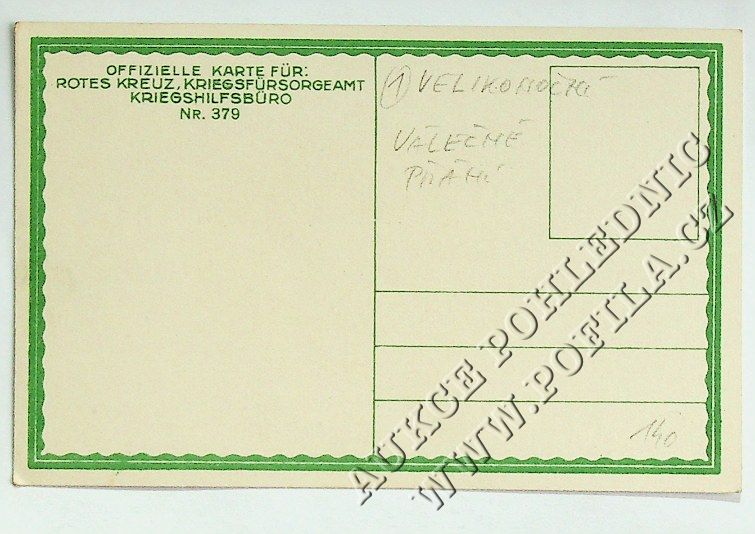 OFFIZIELLE KARTE FÜR:
ROTES KREUZ, KRIEGSFÜRSORGEAMT
KRIEGSHILFSBÜRO
NR. 379
1 VELIKONOČNÍ
VÁLEČNÉ
PŘÁNÍ
140
AUKCE POHLEDNIC
WWW.POFILA.CZ